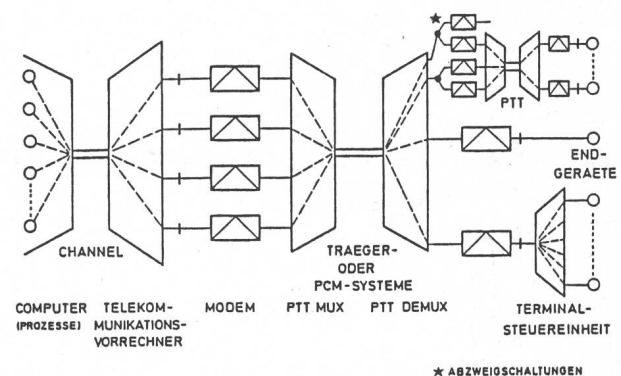 ★
PTT
END-
GERAETE
CHANNEL
TRAEGER-
ODER
PCM-SYSTEME
COMPUTER
(PROZESSE)
TELEKOM-
MUNIKATIONS-
VORRECHNER
MODEM
PTT MUX
PTT DEMUX
TERMINAL-
STEUEREINHEIT
★ ABZWEIGSCHALTUNGEN